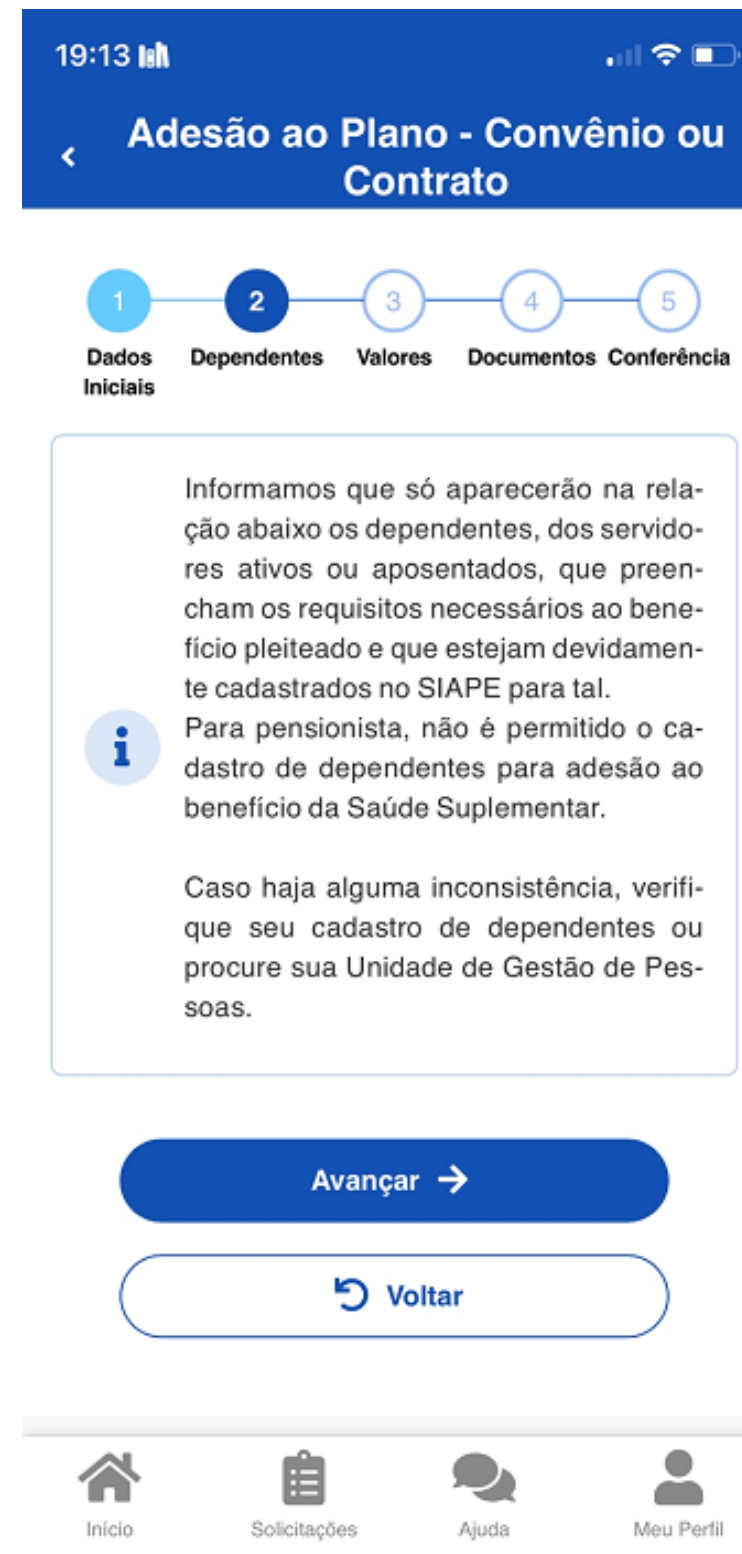 19:13
Adesão ao Plano - Convênio ou
Contrato
1 2 3 4 5
Dados Dependentes Valores Documentos Conferência
Iniciais
Informamos que só aparecerão na rela-
ção abaixo os dependentes, dos servido-
res ativos ou aposentados, que preen-
cham os requisitos necessários ao bene-
fício pleiteado e que estejam devidamen-
te cadastrados no SIAPE para tal.
Para pensionista, não é permitido o ca-
dastro de dependentes para adesão ao
benefício da Saúde Suplementar.
Caso haja alguma inconsistência, verifi-
que seu cadastro de dependentes ou
procure sua Unidade de Gestão de Pes-
soas.
Avançar
Voltar
Início Solicitações Ajuda Meu Perfil